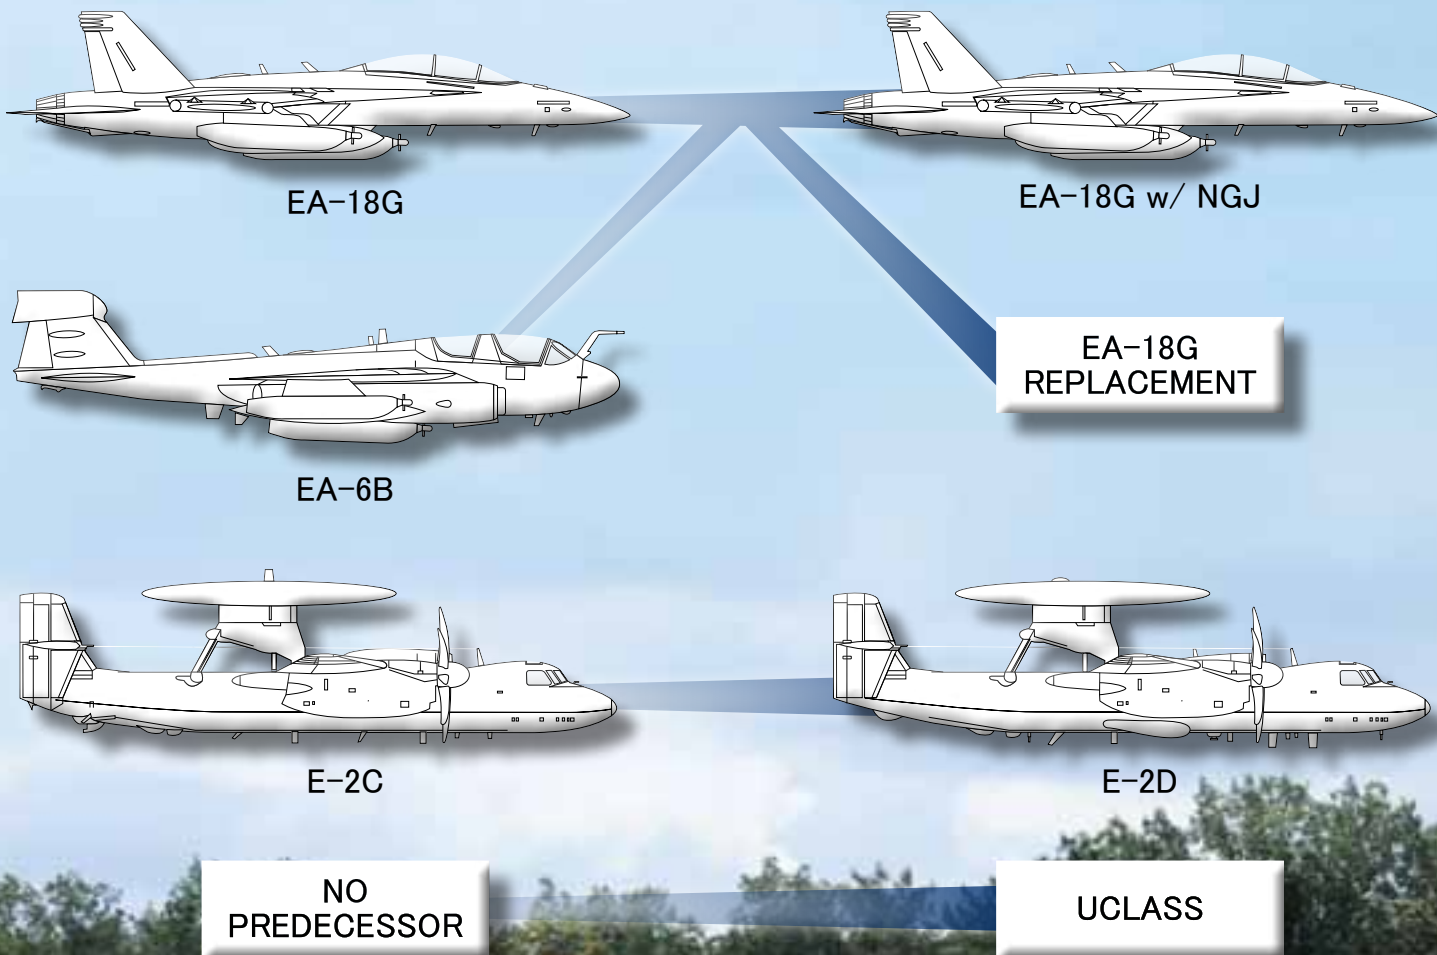 EA-18G
EA-18G w/ NGJ
EA-18G
REPLACEMENT
EA-6B
E-2C
E-2D
NO
PREDECESSOR
UCLASS